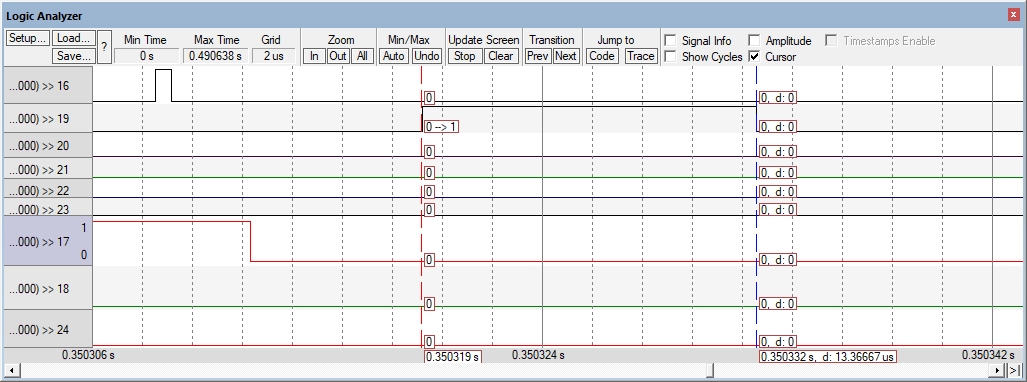 Logic Analyzer
Setup... Load... Save... ? Min Time 0 s Max Time 0.490638 s Grid 2 us Zoom In Out All Min/Max Auto Undo Update Screen Stop Clear Transition Prev Next Jump to Code Trace Signal Info Show Cycles Amplitude Cursor Timestamps Enable
...000) >> 16 0 0, d: 0
...000) >> 19 0 --> 1 0, d: 0
...000) >> 20 0 0, d: 0
...000) >> 21 0 0, d: 0
...000) >> 22 0 0, d: 0
...000) >> 23 0 0, d: 0
1
...000) >> 17
0 0 0, d: 0
...000) >> 18 0 0, d: 0
...000) >> 24 0 0, d: 0
0.350306 s 0.350319 s 0.350324 s 0.350332 s, d: 13.36667 us 0.350342 s
>|